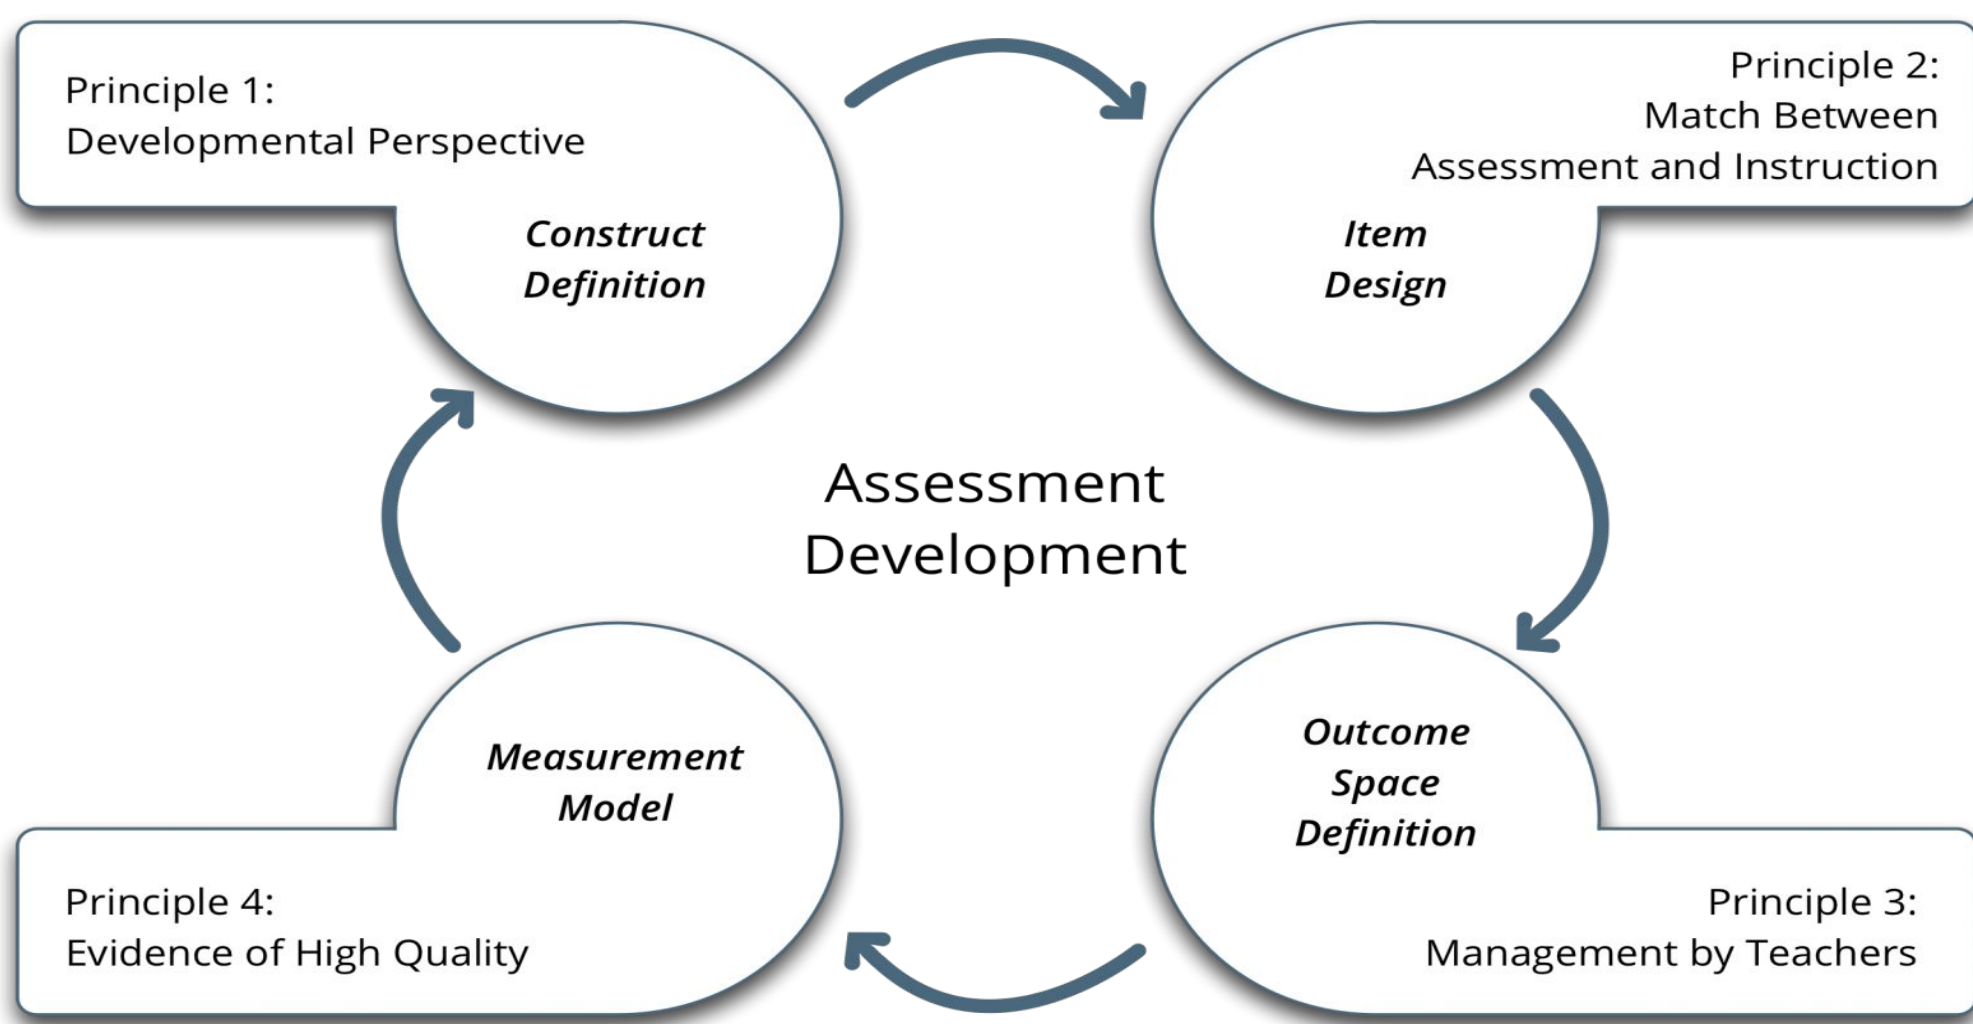 Principle 1:
Developmental Perspective
Construct
Definition
Principle 2:
Match Between
Assessment and Instruction
Item
Design
Assessment
Development
Measurement
Model
Principle 4:
Evidence of High Quality
Outcome
Space
Definition
Principle 3:
Management by Teachers